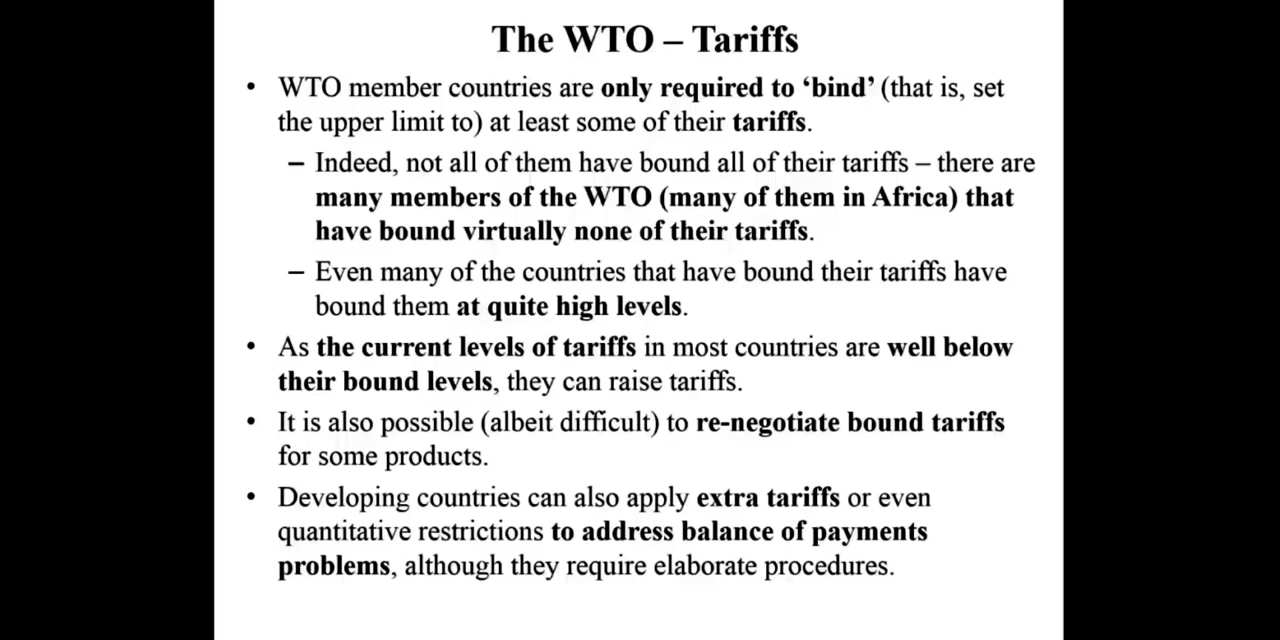 The WTO – Tariffs
• WTO member countries are only required to ‘bind’ (that is, set
the upper limit to) at least some of their tariffs.
– Indeed, not all of them have bound all of their tariffs – there are
many members of the WTO (many of them in Africa) that
have bound virtually none of their tariffs.
– Even many of the countries that have bound their tariffs have
bound them at quite high levels.
• As the current levels of tariffs in most countries are well below
their bound levels, they can raise tariffs.
• It is also possible (albeit difficult) to re-negotiate bound tariffs
for some products.
• Developing countries can also apply extra tariffs or even
quantitative restrictions to address balance of payments
problems, although they require elaborate procedures.